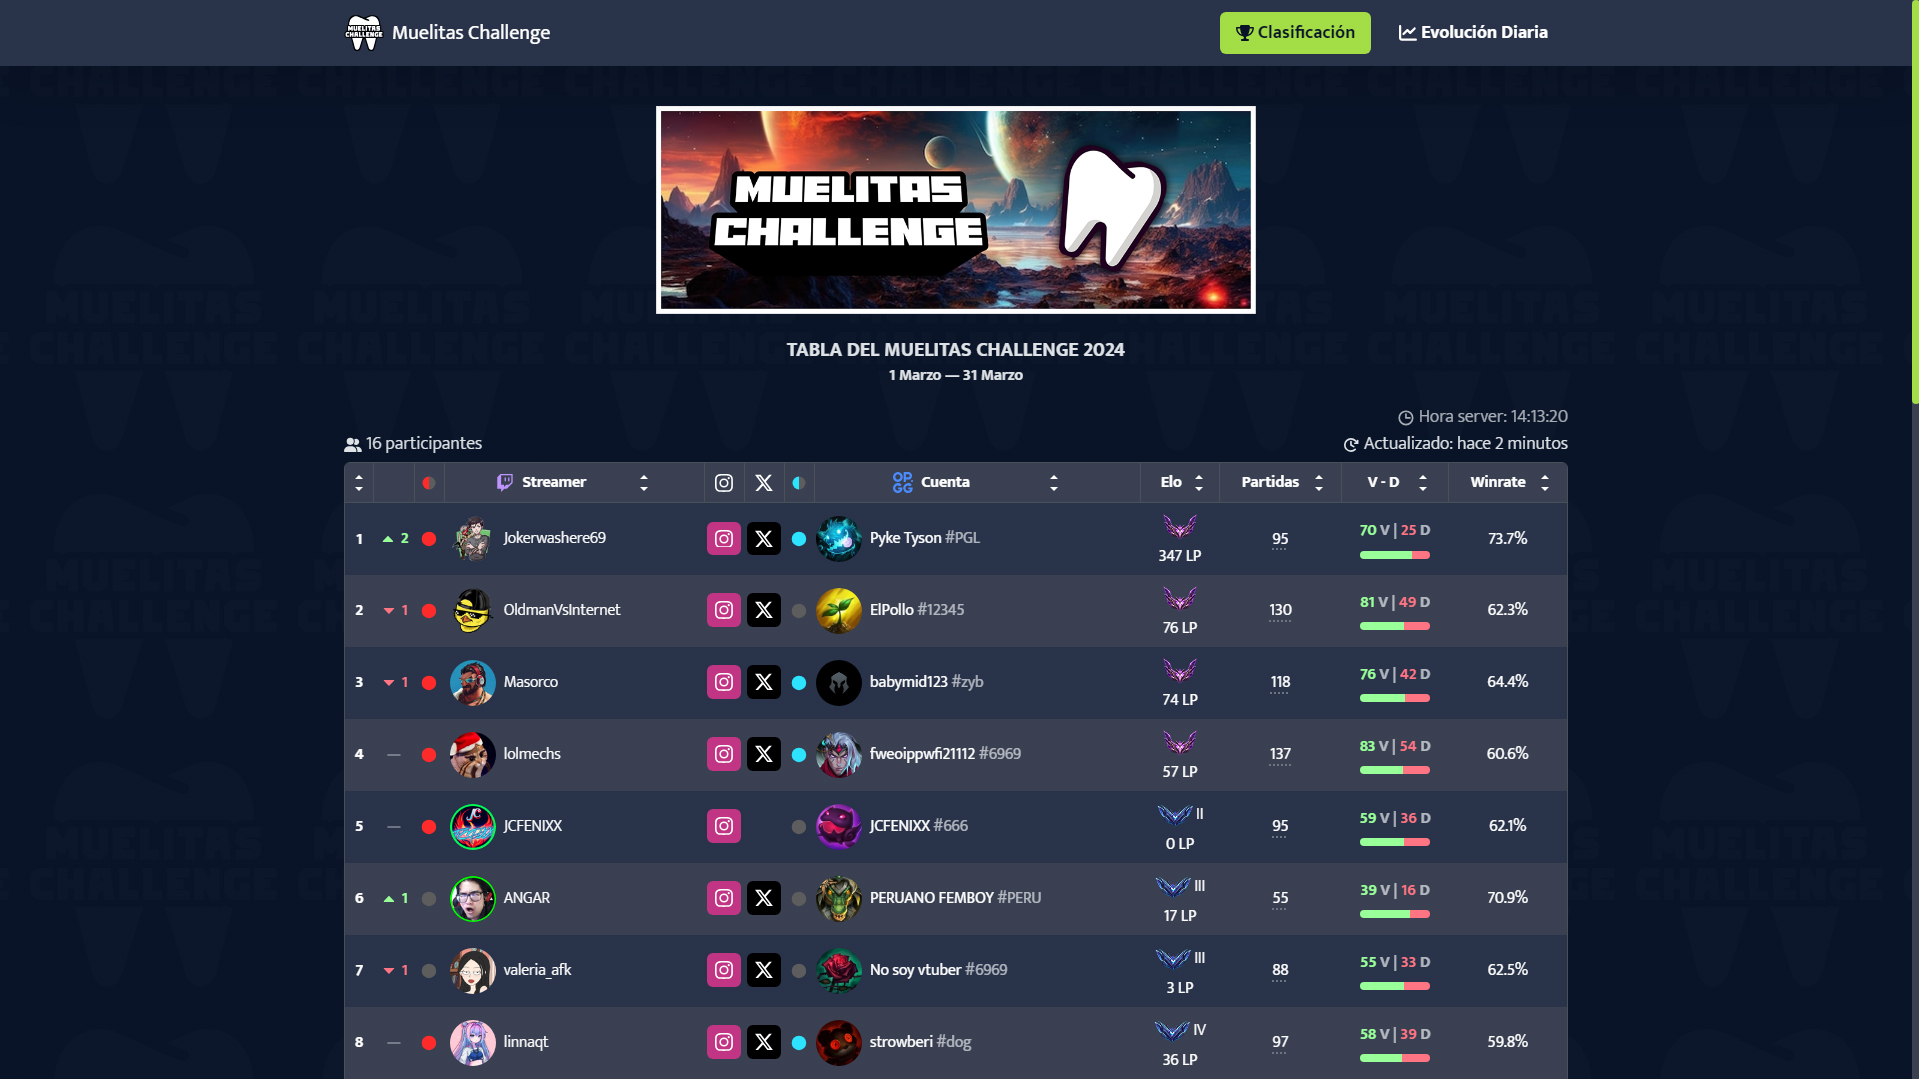 MUELITAS CHALLENGE
Muelitas Challenge
Clasificación
Evolución Diaria
MUELITAS
CHALLENGE
TABLA DEL MUELITAS CHALLENGE 2024
1 Marzo — 31 Marzo
Hora server: 14:13:20
16 participantes
Actualizado: hace 2 minutos
Streamer OP.GG Cuenta Elo Partidas V - D Winrate
1 2 Jokerwashere69 Pyke Tyson #PGL 347 LP 95 70 V | 25 D 73.7%
2 1 OldmanVsInternet ElPollo #12345 76 LP 130 81 V | 49 D 62.3%
3 1 Masorco babymid123 #zyb 74 LP 118 76 V | 42 D 64.4%
4 — lolmechs fweoippwfi21112 #6969 57 LP 137 83 V | 54 D 60.6%
5 — JCFENIXX JCFENIXX #666 II 0 LP 95 59 V | 36 D 62.1%
6 1 ANGAR PERUANO FEMBOY #PERU III 17 LP 55 39 V | 16 D 70.9%
7 1 valeria_afk No soy vtuber #6969 III 3 LP 88 55 V | 33 D 62.5%
8 — linnaqt strowberi #dog IV 36 LP 97 58 V | 39 D 59.8%